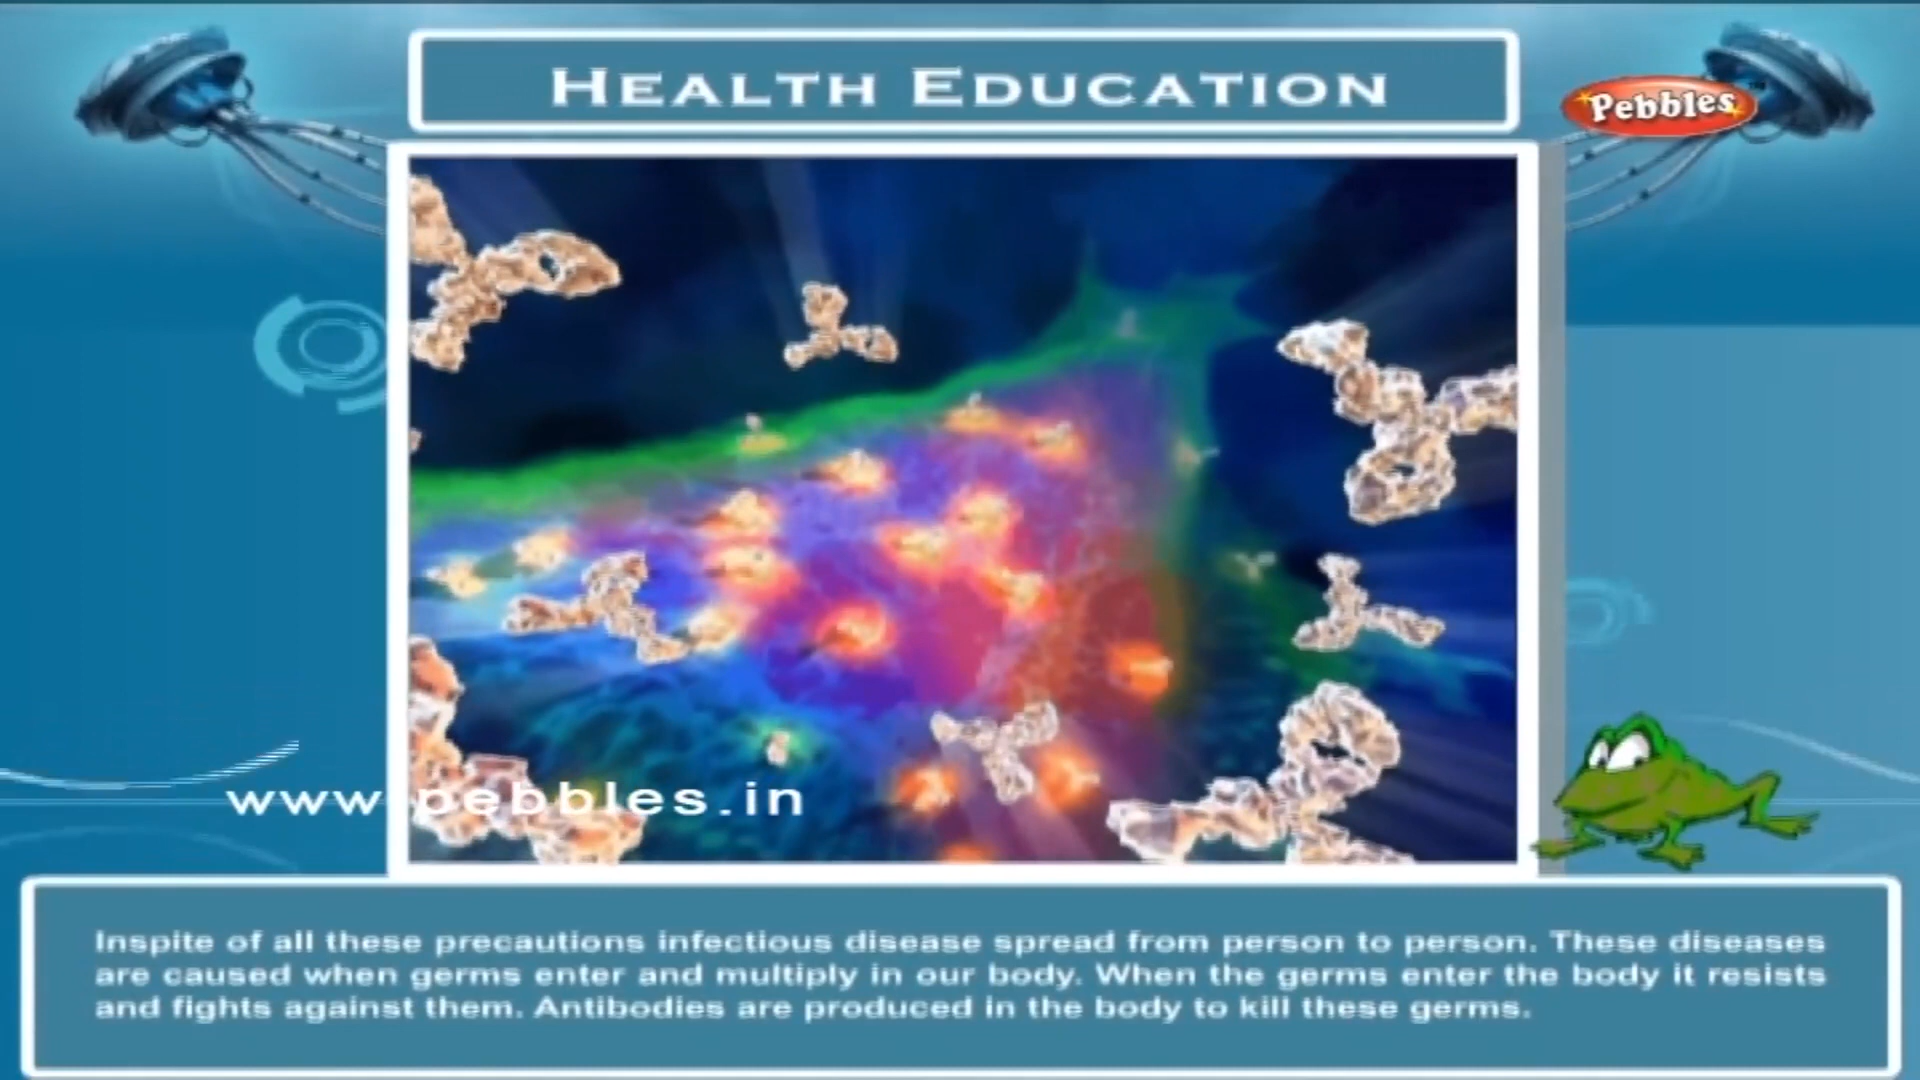 HEALTH EDUCATION
Pebbles
www.pebbles.in
Inspite of all these precautions infectious disease spread from person to person. These diseases
are caused when germs enter and multiply in our body. When the germs enter the body it resists
and fights against them. Antibodies are produced in the body to kill these germs.